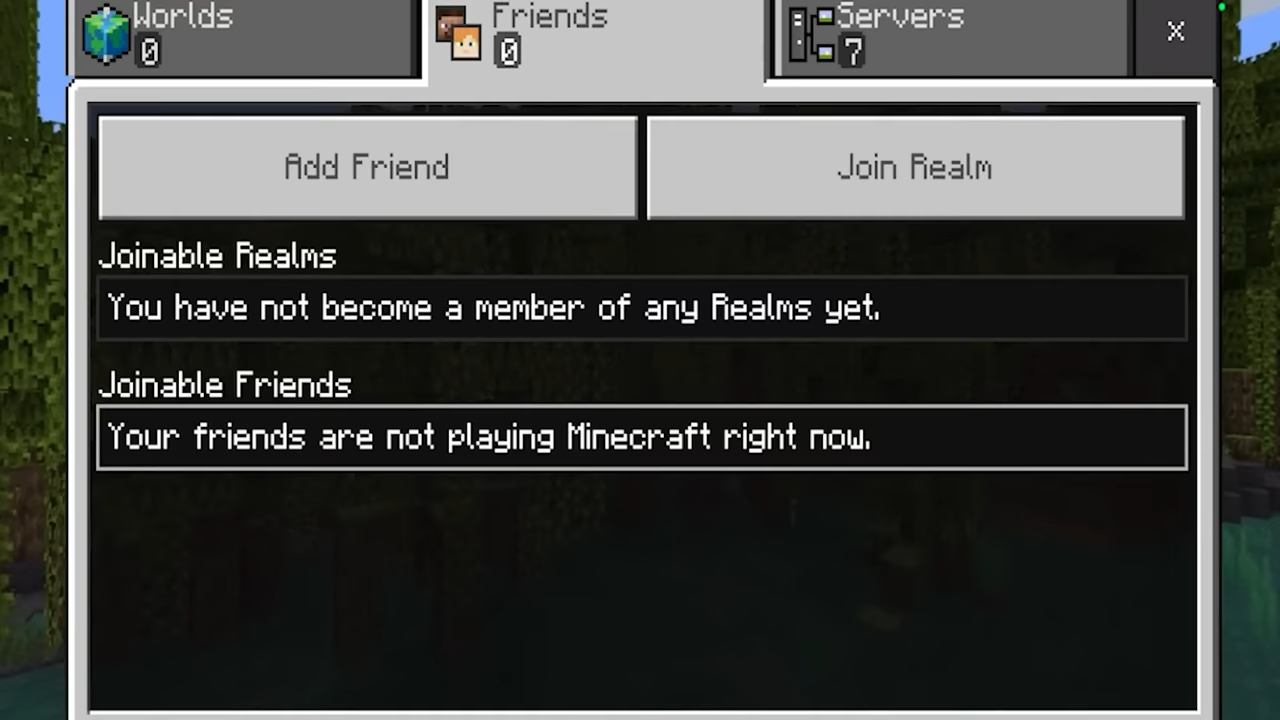 Worlds
0
Friends
0
Servers
7
X
Add Friend
Join Realm
Joinable Realms
You have not become a member of any Realms yet.
Joinable Friends
Your friends are not playing Minecraft right now.